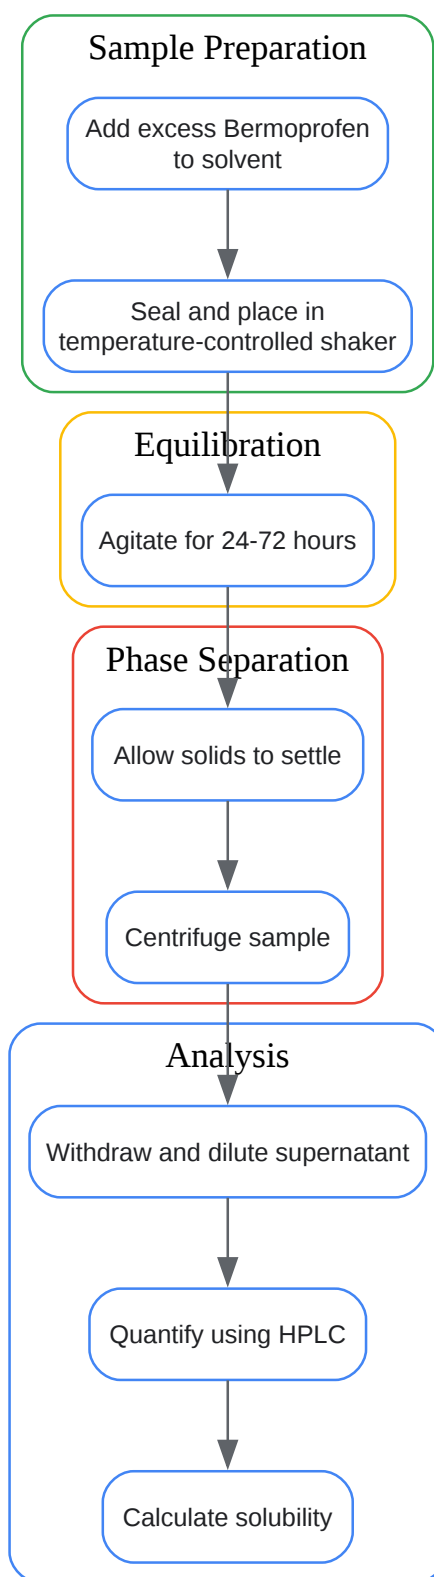 Sample Preparation
Add excess Bermoprofen
to solvent
Seal and place in
temperature-controlled shaker
Equilibration
Agitate for 24-72 hours
Phase Separation
Allow solids to settle
Centrifuge sample
Analysis
Withdraw and dilute supernatant
Quantify using HPLC
Calculate solubility